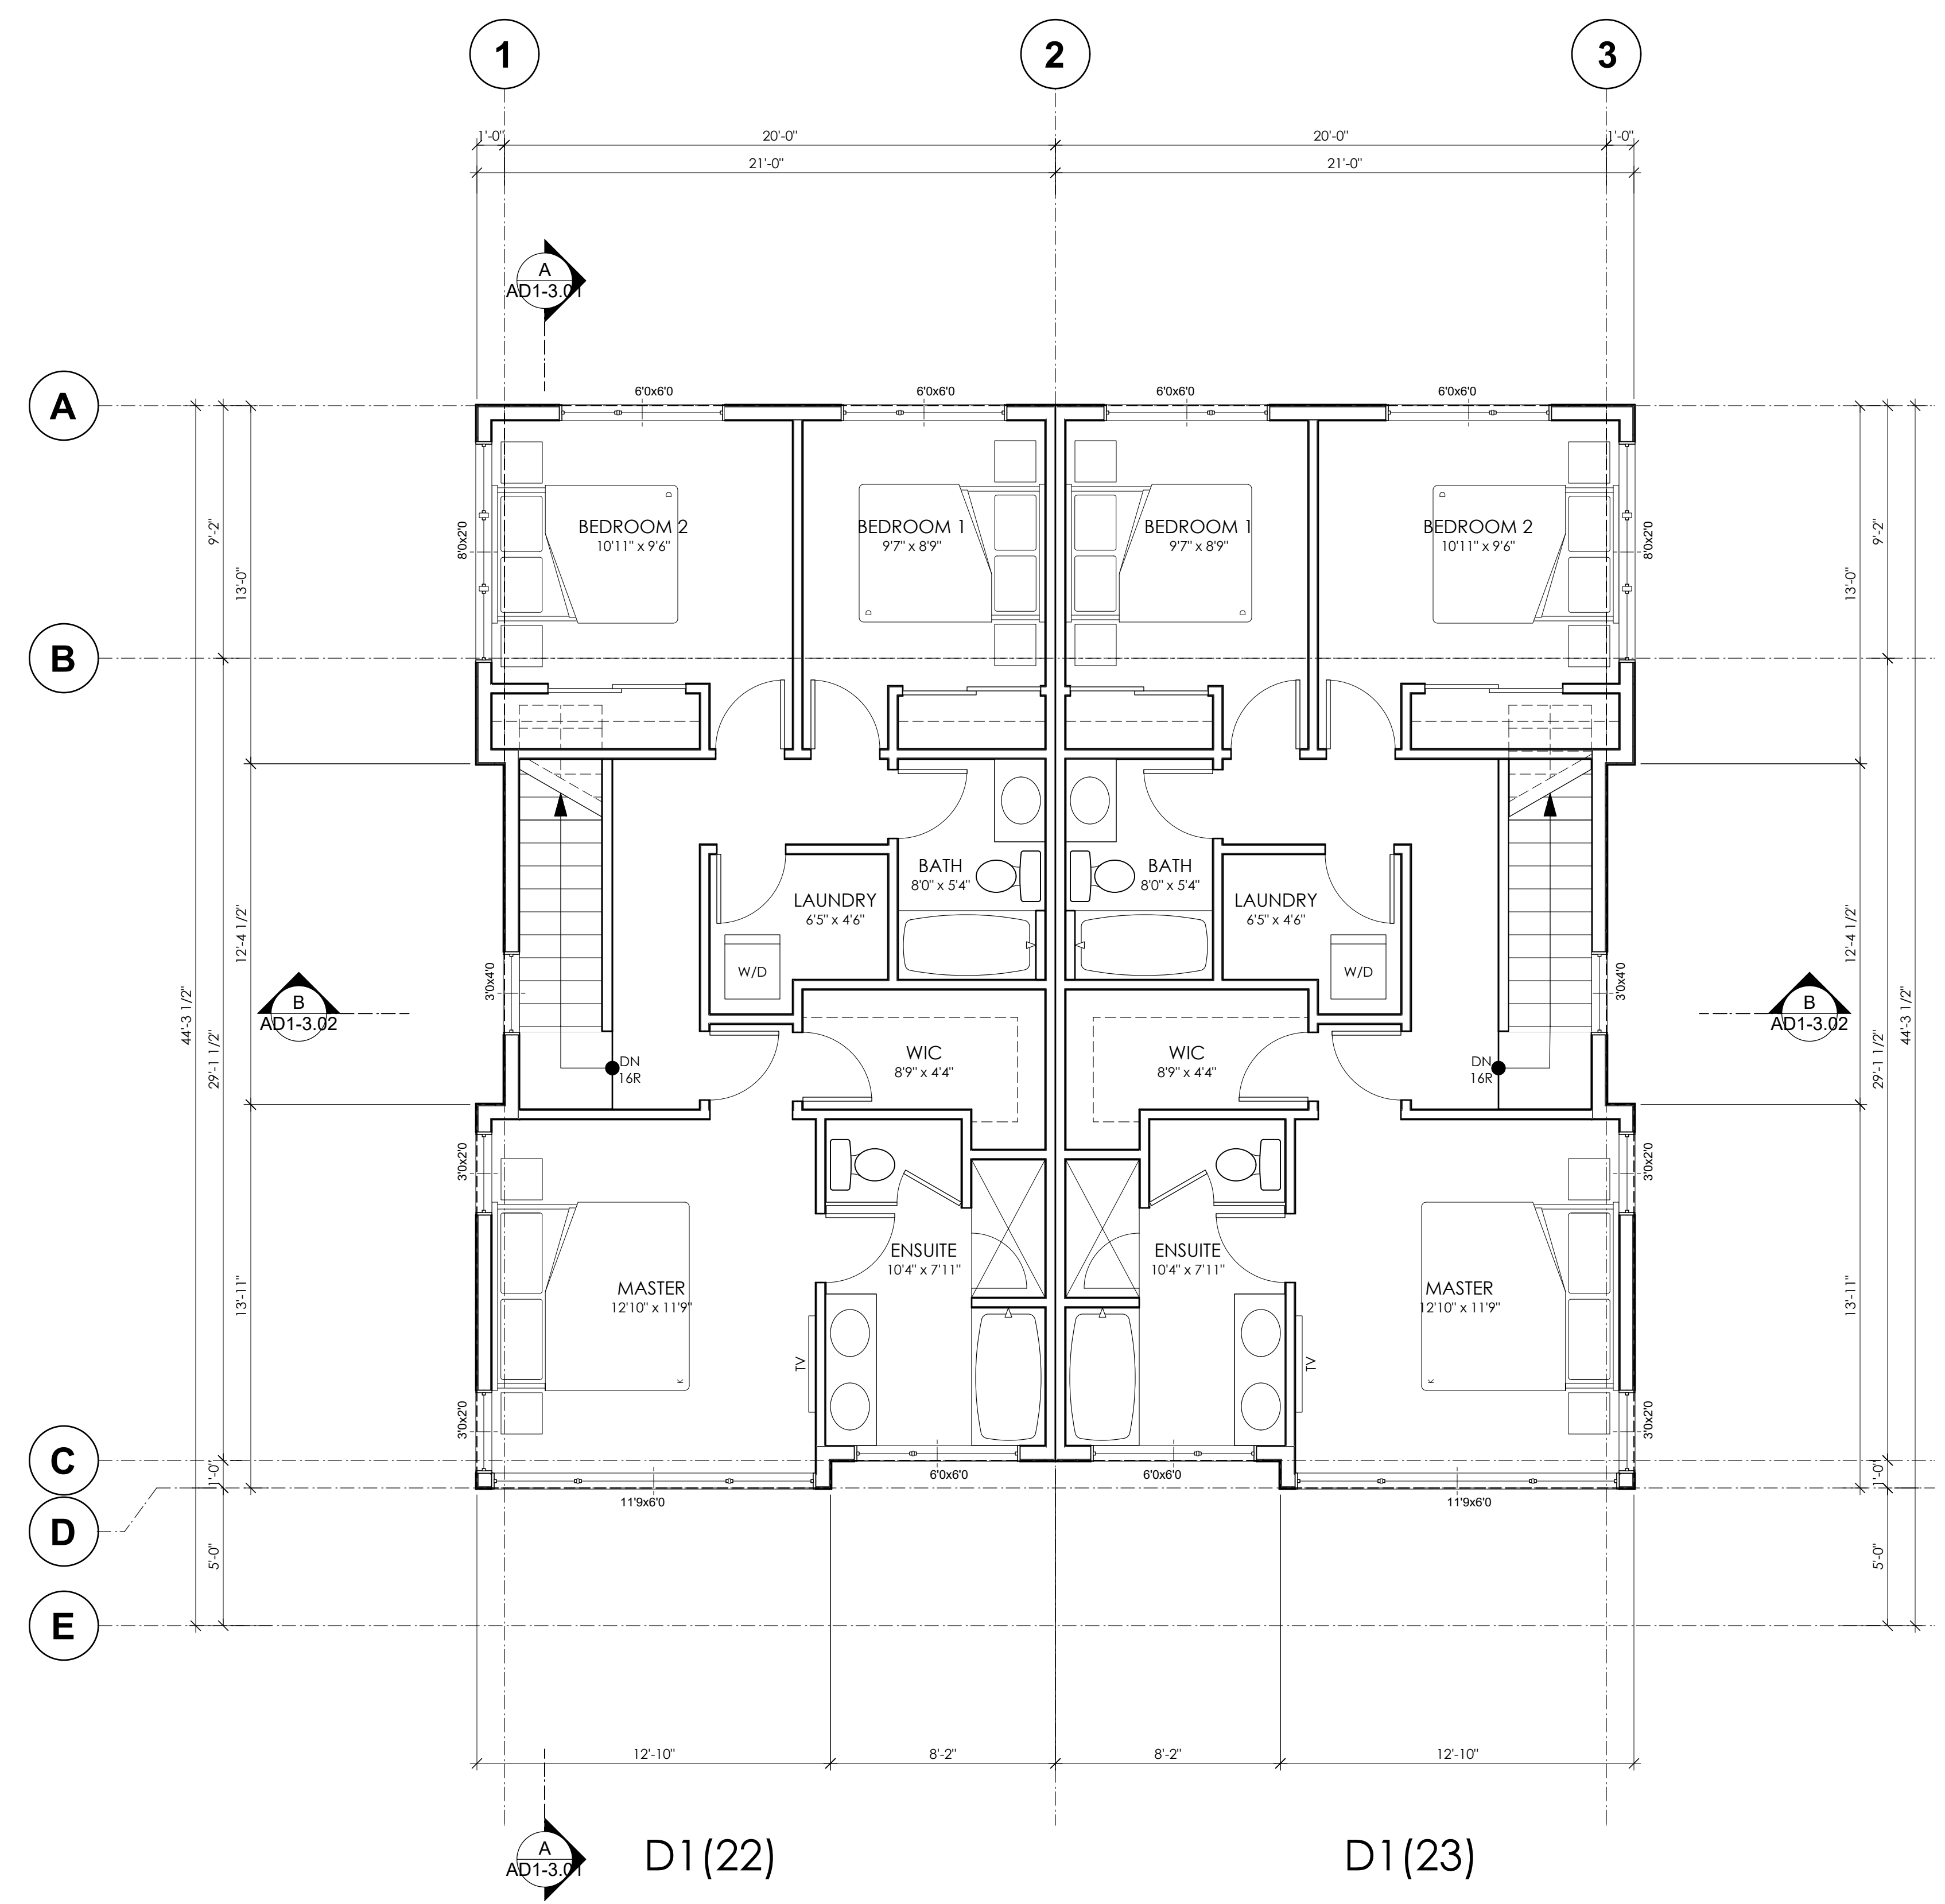 1 2 3
1'-0" 20'-0" 20'-0" 1'-0"
21'-0" 21'-0"
A
AD1-3.01
A
6'0x6'0 6'0x6'0 6'0x6'0 6'0x6'0
BEDROOM 2 BEDROOM 1 BEDROOM 1 BEDROOM 2
10'11" x 9'6" 9'7" x 8'9" 9'7" x 8'9" 10'11" x 9'6"
D D D D
8'0x2'0 8'0x2'0
9'-2" 9'-2"
13'-0" 13'-0"
B
BATH BATH
8'0" x 5'4" 8'0" x 5'4"
LAUNDRY LAUNDRY
6'5" x 4'6" 6'5" x 4'6"
W/D W/D
12'-4 1/2" 12'-4 1/2"
3'0x4'0 3'0x4'0
B B
AD1-3.02 AD1-3.02
44'-3 1/2" 44'-3 1/2"
29'-1 1/2" 29'-1 1/2"
WIC WIC
8'9" x 4'4" 8'9" x 4'4"
DN DN
16R 16R
3'0x2'0 3'0x2'0
ENSUITE ENSUITE
10'4" x 7'11" 10'4" x 7'11"
MASTER MASTER
12'10" x 11'9" 12'10" x 11'9"
13'-11" 13'-11"
TV TV
K K
3'0x2'0 3'0x2'0
C
1'-0" 1'-0"
6'0x6'0 6'0x6'0
11'9x6'0 11'9x6'0
D
5'-0" 5'-0"
E
12'-10" 8'-2" 8'-2" 12'-10"
A
AD1-3.01
D1(22) D1(23)